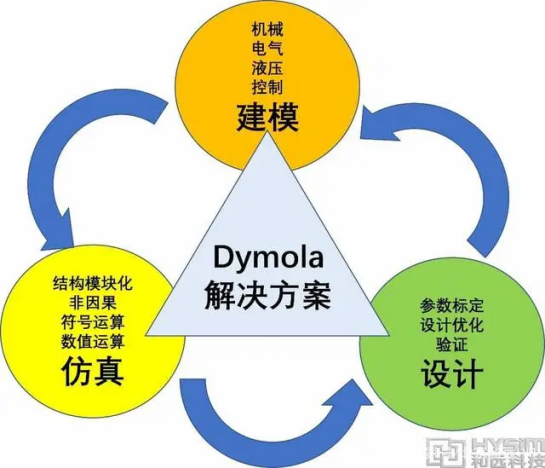 机械
电气
液压
控制
建模
Dymola
解决方案
结构模块化
非因果
符号运算
数值运算
仿真
参数标定
设计优化
验证
设计
HYSIM
和远科技